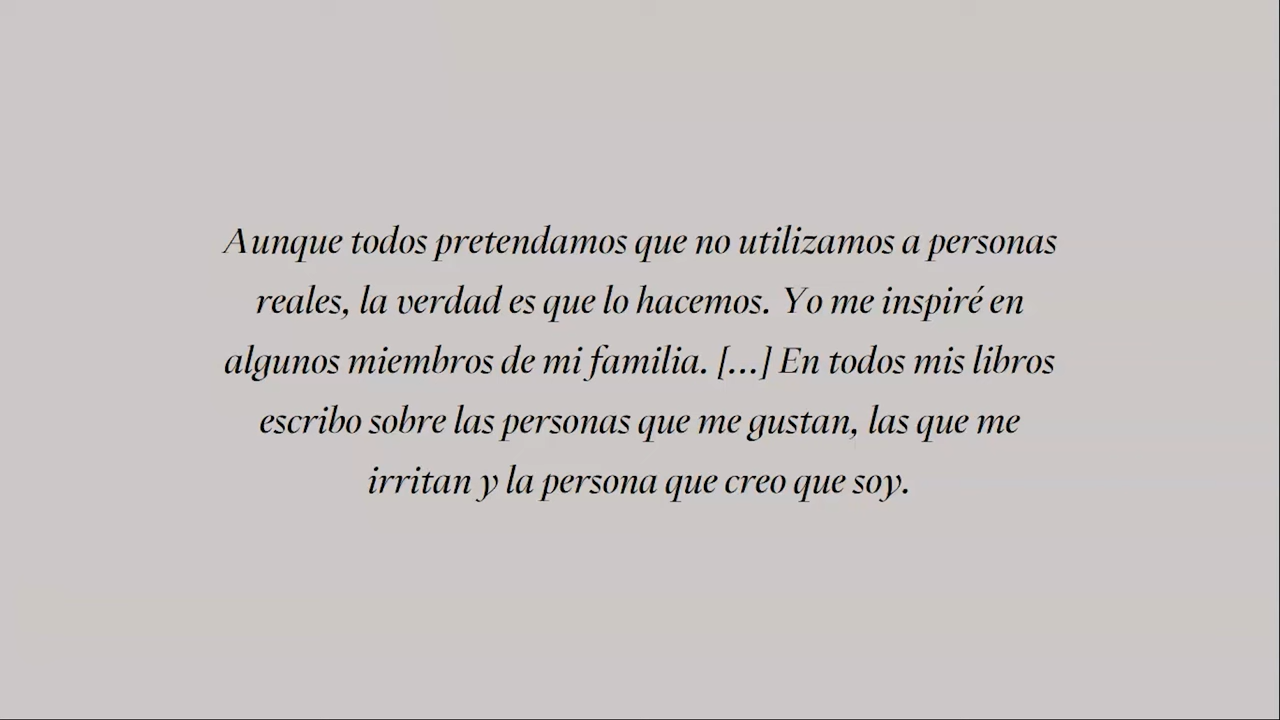 Aunque todos pretendamos que no utilizamos a personas
reales, la verdad es que lo hacemos. Yo me inspiré en
algunos miembros de mi familia. [...] En todos mis libros
escribo sobre las personas que me gustan, las que me
irritan y la persona que creo que soy.